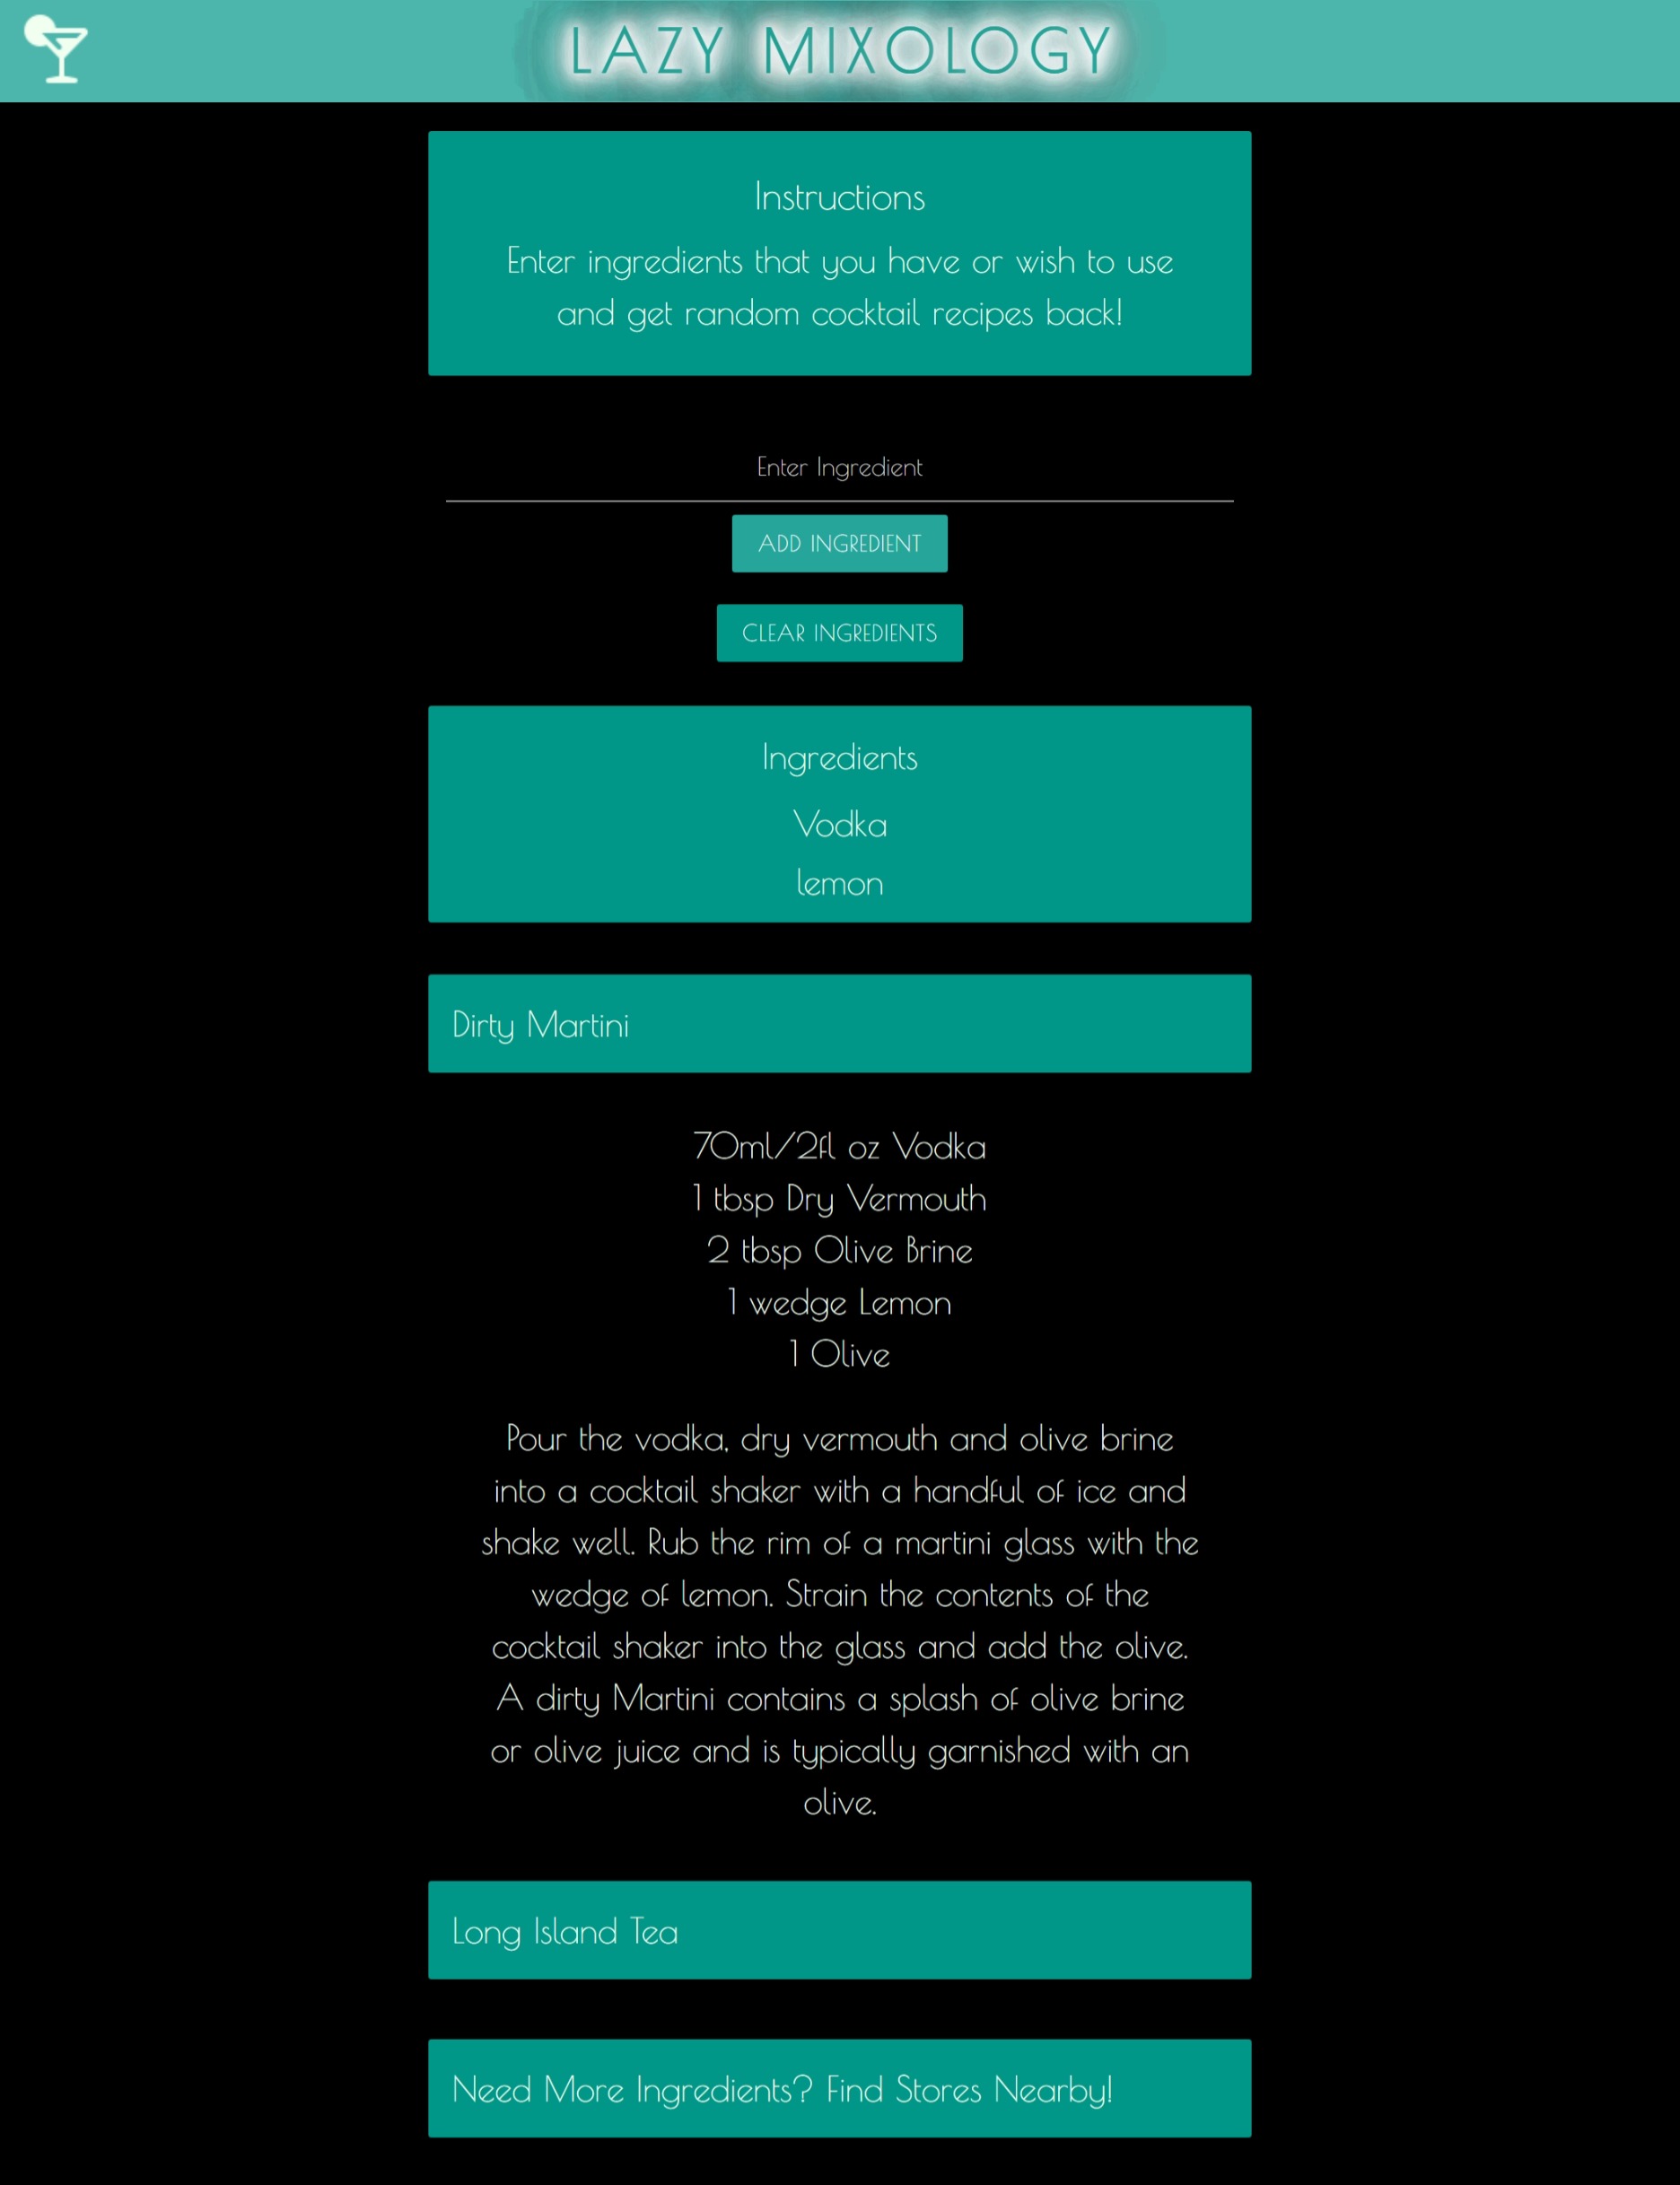 LAZY MIXOLOGY
Instructions
Enter ingredients that you have or wish to use
and get random cocktail recipes back!
Enter Ingredient
ADD INGREDIENT
CLEAR INGREDIENTS
Ingredients
Vodka
lemon
Dirty Martini
70ml/2fl oz Vodka
1 tbsp Dry Vermouth
2 tbsp Olive Brine
1 wedge Lemon
1 Olive
Pour the vodka, dry vermouth and olive brine
into a cocktail shaker with a handful of ice and
shake well. Rub the rim of a martini glass with the
wedge of lemon. Strain the contents of the
cocktail shaker into the glass and add the olive.
A dirty Martini contains a splash of olive brine
or olive juice and is typically garnished with an
olive.
Long Island Tea
Need More Ingredients? Find Stores Nearby!